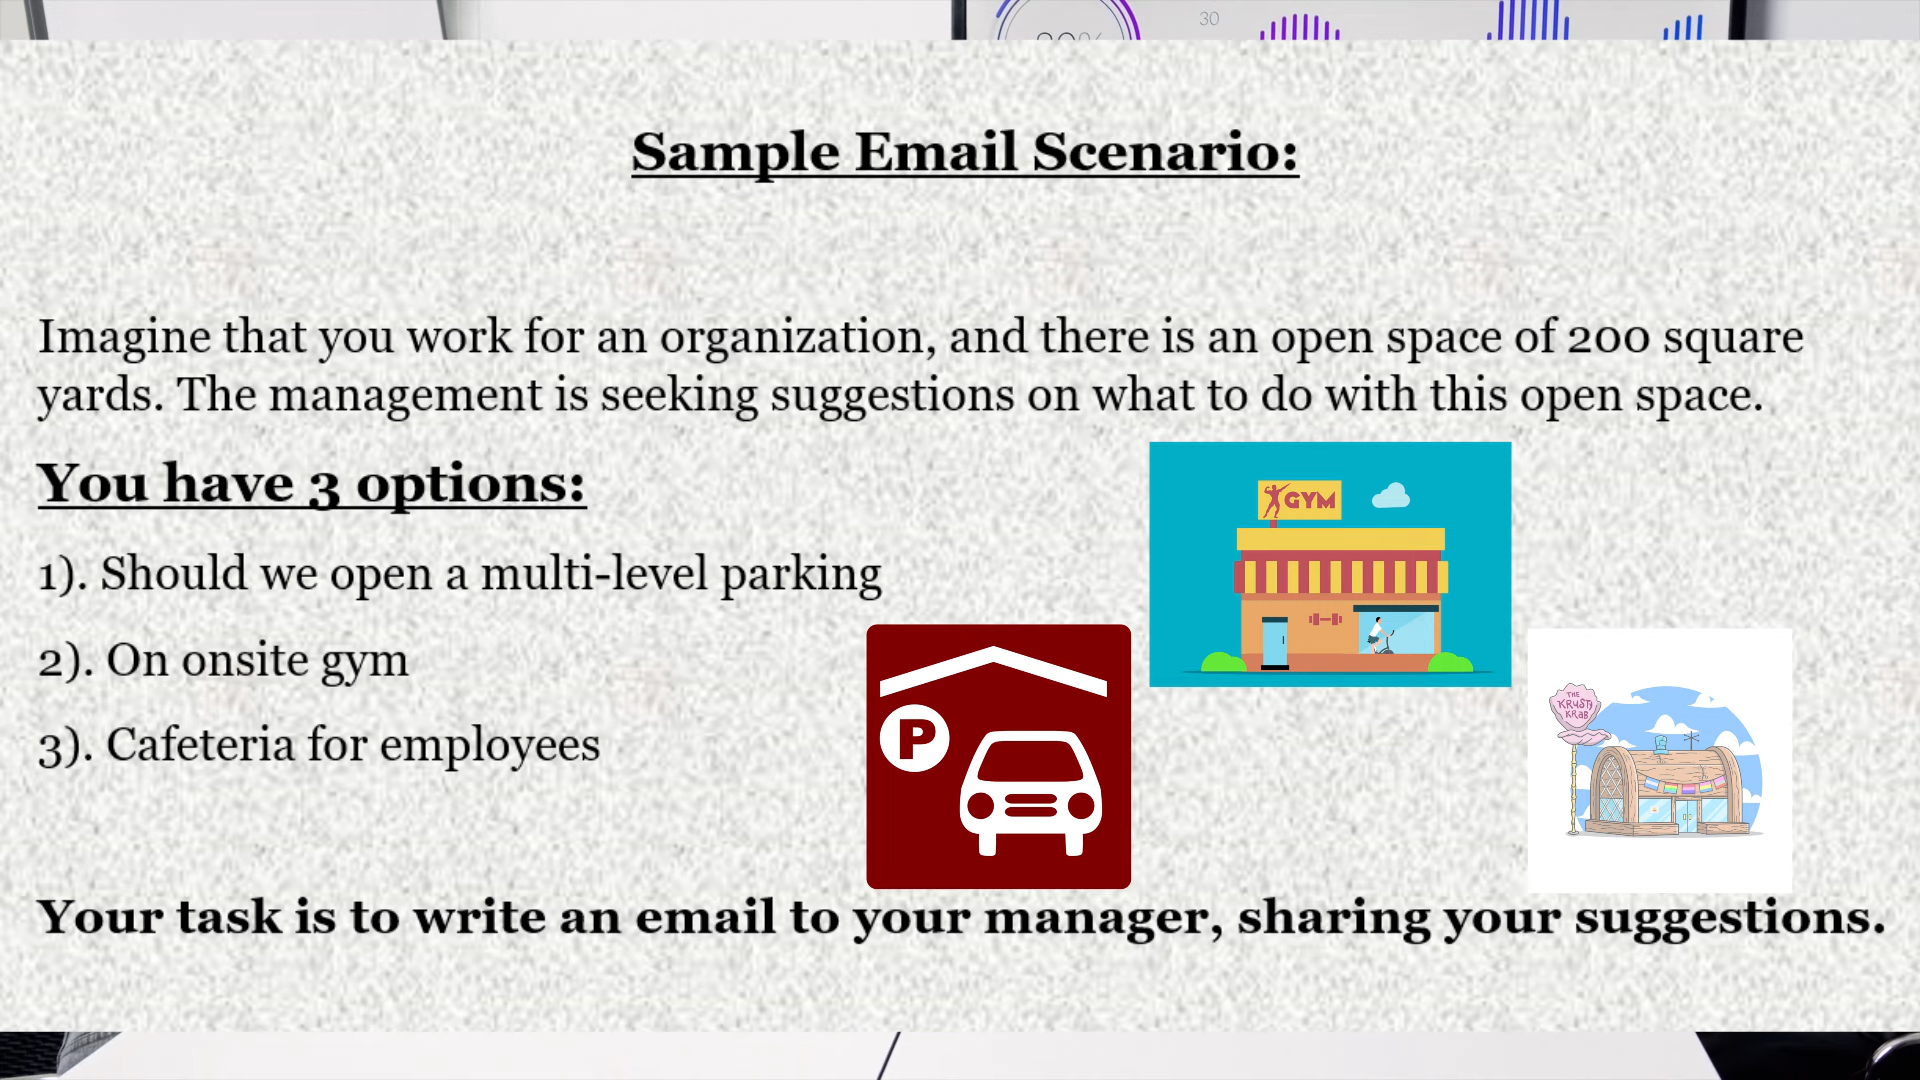 30
Sample Email Scenario:
Imagine that you work for an organization, and there is an open space of 200 square
yards. The management is seeking suggestions on what to do with this open space.
You have 3 options:
GYM
1). Should we open a multi-level parking
2). On onsite gym
THE
KRUSTY
KRAB
P
3). Cafeteria for employees
Your task is to write an email to your manager, sharing your suggestions.